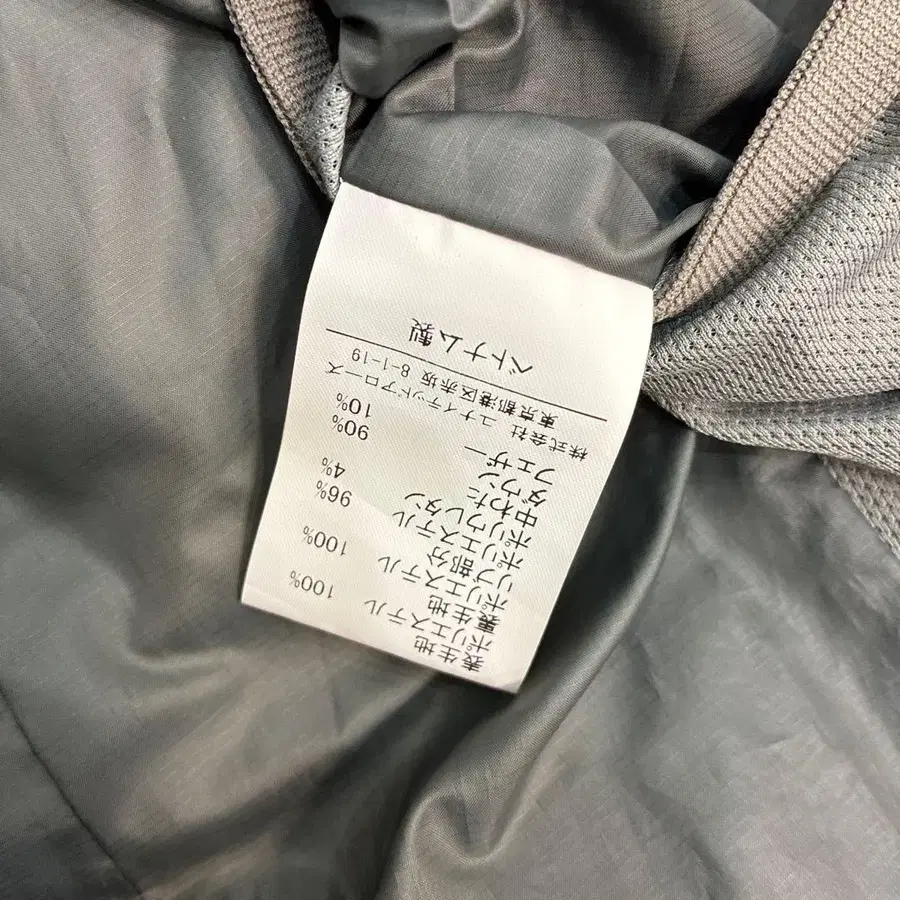 表生地
ポリエステル 100%
裏生地
ポリエステル 100%
リブ部分
ポリエステル 96%
ポリウレタン 4%
中わた
ダウン 90%
フェザー 10%
株式会社 ユナイテッドアローズ
東京都港区赤坂 8-1-19
ベトナム製